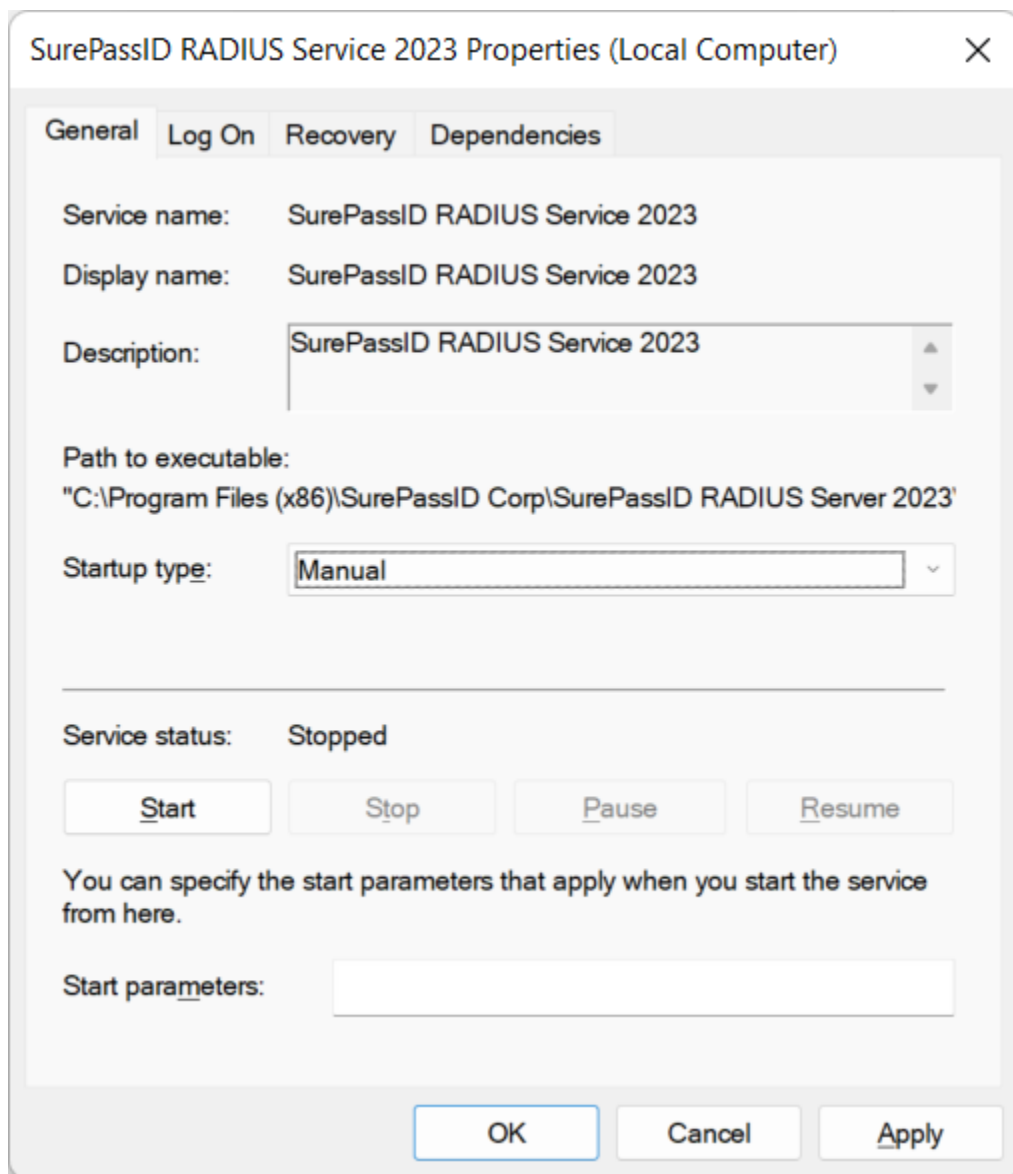 SurePassID RADIUS Service 2023 Properties (Local Computer)
General Log On Recovery Dependencies
Service name: SurePassID RADIUS Service 2023
Display name: SurePassID RADIUS Service 2023
Description: SurePassID RADIUS Service 2023
Path to executable:
"C:\Program Files (x86)\SurePassID Corp\SurePassID RADIUS Server 2023\
Startup type: Manual
Service status: Stopped
Start Stop Pause Resume
You can specify the start parameters that apply when you start the service
from here.
Start parameters:
OK Cancel Apply